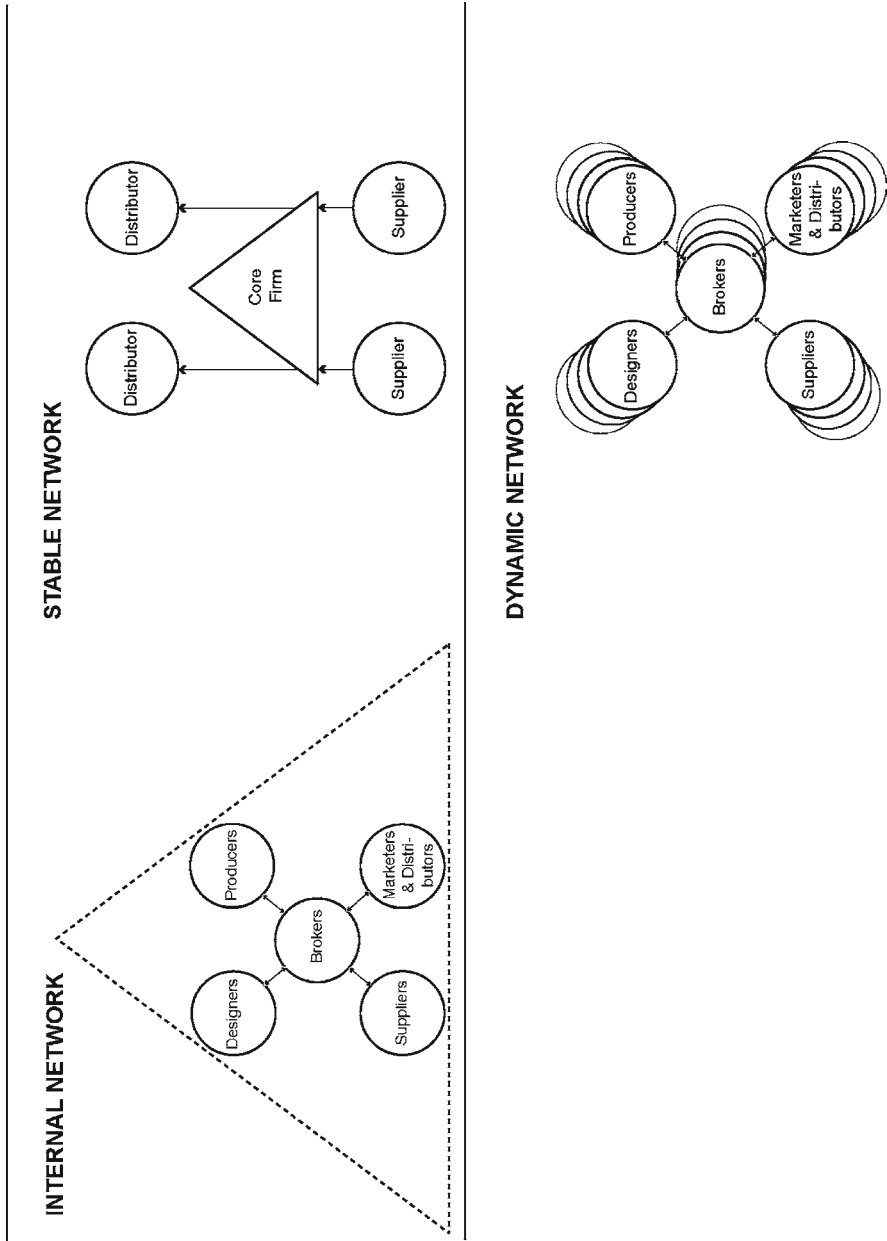 INTERNAL NETWORK
Designers
Producers
Brokers
Suppliers
Marketers
& Distri-
butors
STABLE NETWORK
Distributor
Distributor
Core
Firm
Supplier
Supplier
DYNAMIC NETWORK
Designers
Producers
Brokers
Suppliers
Marketers
& Distri-
butors